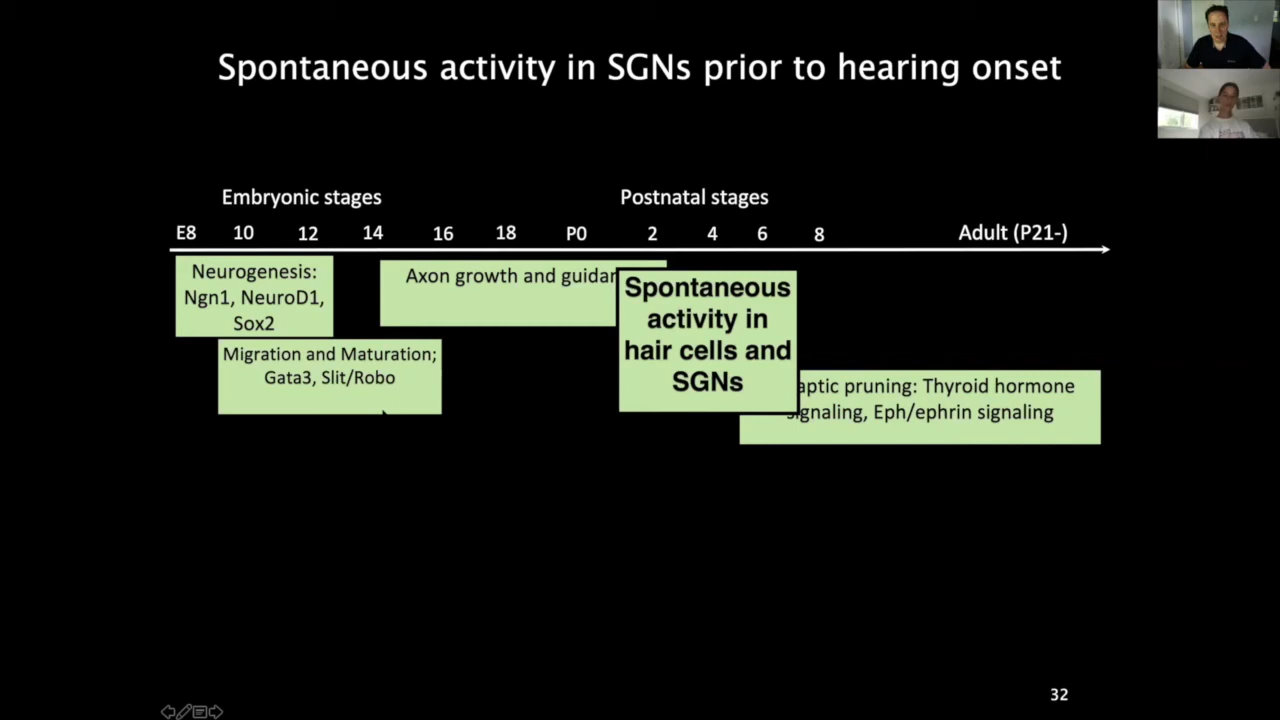 Spontaneous activity in SGNs prior to hearing onset
Embryonic stages
Postnatal stages
E8 10 12 14 16 18 P0 2 4 6 8 Adult (P21-)
Neurogenesis:
Ngn1, NeuroD1,
Sox2
Axon growth and guidan
Spontaneous
activity in
hair cells and
SGNs
Migration and Maturation;
Gata3, Slit/Robo
aptic pruning: Thyroid hormone
signaling, Eph/ephrin signaling
32